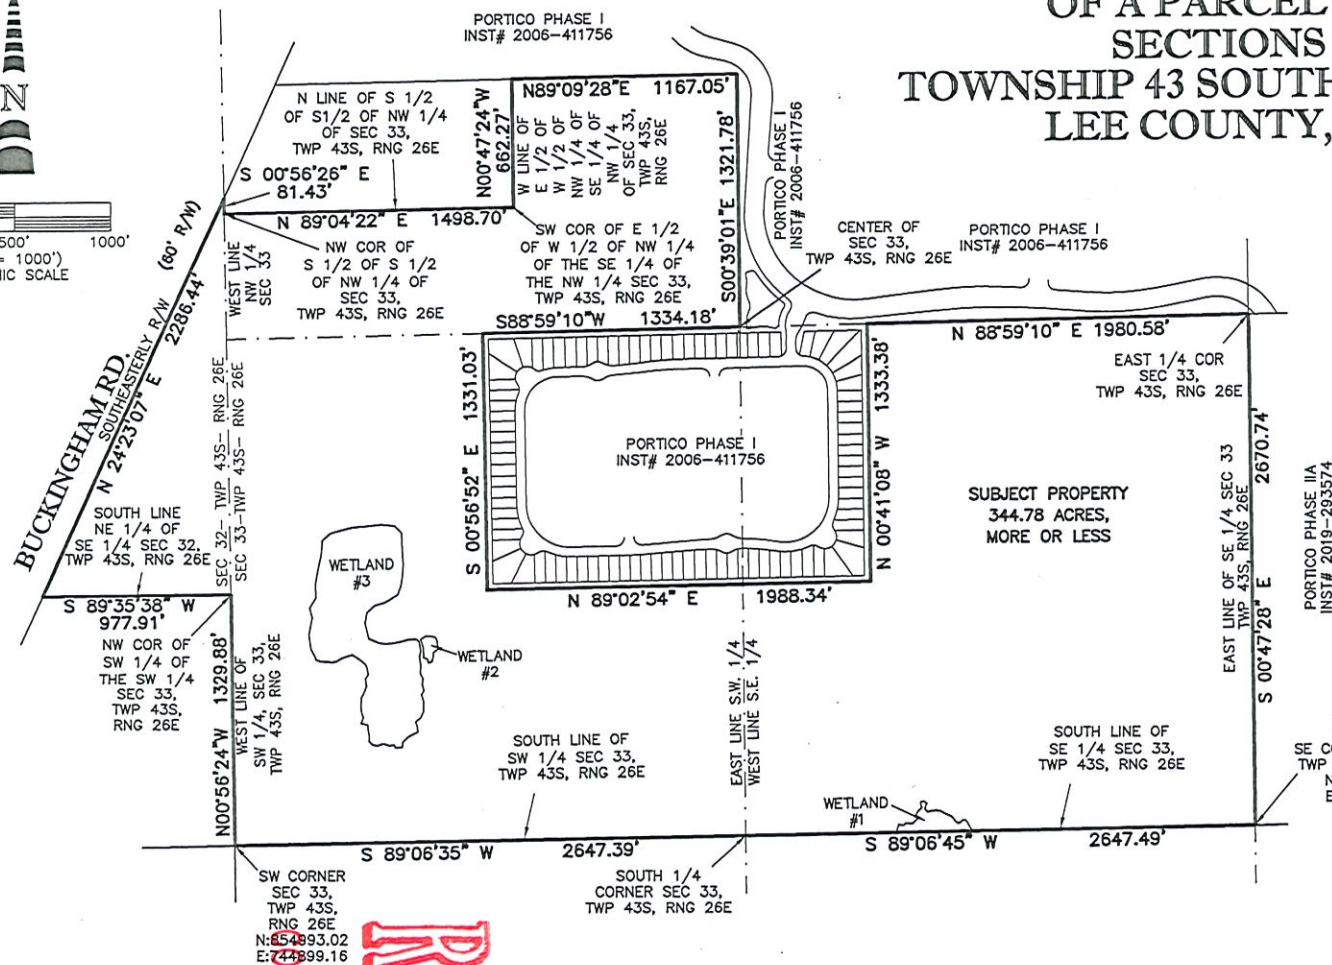 OF A PARCEL
SECTIONS
TOWNSHIP 43 SOUTH
LEE COUNTY,
N
500'
1000'
= 1000')
SCALE
PORTICO PHASE I
INST# 2006-411756
N LINE OF S 1/2
OF S1/2 OF NW 1/4
OF SEC 33,
TWP 43S, RNG 26E
S 00°56'26" E
81.43'
N 89°04'22" E 1498.70'
N00°47'24"W
662.27'
N89°09'28"E 1167.05'
W LINE OF
E 1/2 OF
W 1/2 OF
NW 1/4 OF
SE 1/4 OF
NW 1/4
OF SEC 33,
TWP 43S,
RNG 26E
S00°39'01"E 1321.78'
PORTICO PHASE I
INST# 2006-411756
CENTER OF
SEC 33,
TWP 43S, RNG 26E
PORTICO PHASE I
INST# 2006-411756
NW COR OF
S 1/2 OF S 1/2
OF NW 1/4 OF
SEC 33,
TWP 43S, RNG 26E
SW COR OF E 1/2
OF W 1/2 OF NW 1/4
OF THE SE 1/4 OF
THE NW 1/4 SEC 33,
TWP 43S, RNG 26E
WEST LINE
NW 1/4
SEC 33
BUCKINGHAM RD.
(60' R/W)
SOUTHEASTERLY R/W
N 24°23'07" E 2286.44'
S88°59'10"W 1334.18'
N 88°59'10" E 1980.58'
EAST 1/4 COR
SEC 33,
TWP 43S, RNG 26E
SEC 32- TWP 43S- RNG 26E
SEC 33-TWP 43S- RNG 26E
S 00°56'52" E 1331.03'
PORTICO PHASE I
INST# 2006-411756
N 00°41'08" W 1333.38'
SUBJECT PROPERTY
344.78 ACRES,
MORE OR LESS
EAST LINE OF SE 1/4 SEC 33
TWP 43S, RNG 26E
S 00°47'28" E 2670.74'
PORTICO PHASE IIA
INST# 2019-293574
SOUTH LINE
NE 1/4 OF
SE 1/4 SEC 32,
TWP 43S, RNG 26E
S 89°35'38" W
977.91'
WETLAND
#3
N 89°02'54" E 1988.34'
NW COR OF
SW 1/4 OF
THE SW 1/4
SEC 33,
TWP 43S,
RNG 26E
N00°56'24"W 1329.88'
WEST LINE OF
SW 1/4, SEC 33,
TWP 43S, RNG 26E
WETLAND
#2
EAST LINE S.W. 1/4
WEST LINE S.E. 1/4
SOUTH LINE OF
SW 1/4 SEC 33,
TWP 43S, RNG 26E
SOUTH LINE OF
SE 1/4 SEC 33,
TWP 43S, RNG 26E
SE
TWP
WETLAND
#1
S 89°06'35" W 2647.39'
S 89°06'45" W 2647.49'
SW CORNER
SEC 33,
TWP 43S,
RNG 26E
N:854993.02
E:744899.16
SOUTH 1/4
CORNER SEC 33,
TWP 43S, RNG 26E